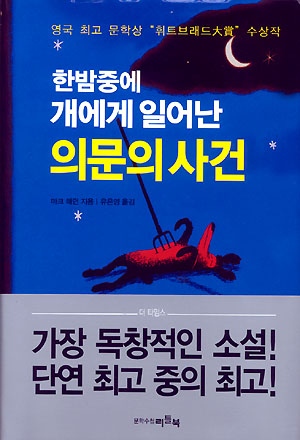 영국 최고 문학상 "휘트브래드大賞" 수상작
한밤중에
개에게 일어난
의문의 사건
마크 해던 지음 | 유은영 옮김
더 타임스
가장 독창적인 소설!
단연 최고 중의 최고!
문학수첩 리틀북